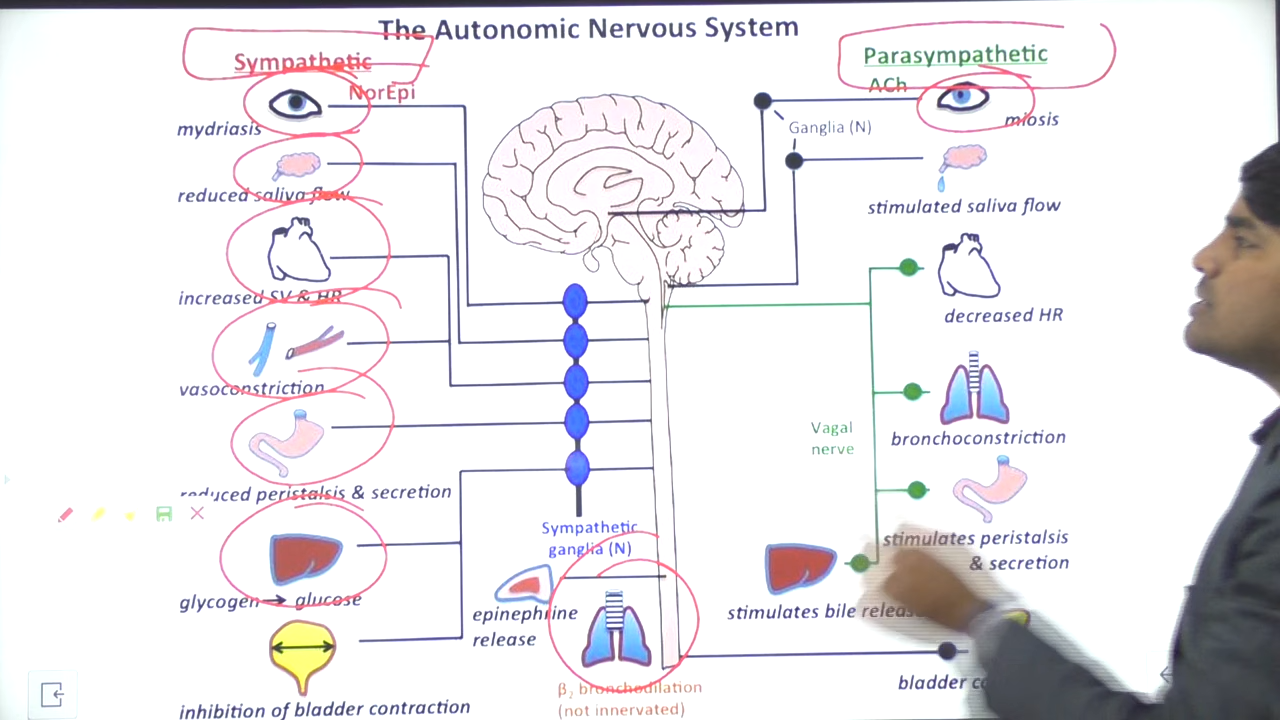 The Autonomic Nervous System
Sympathetic
NorEpi
mydriasis
reduced saliva flow
increased SV & HR
vasoconstriction
reduced peristalsis & secretion
glycogen → glucose
inhibition of bladder contraction
Sympathetic
ganglia (N)
epinephrine
release
β₂ bronchodilation
(not innervated)
Parasympathetic
ACh
Ganglia (N)
miosis
stimulated saliva flow
decreased HR
bronchoconstriction
Vagal
nerve
stimulates peristalsis
& secretion
stimulates bile release
bladder